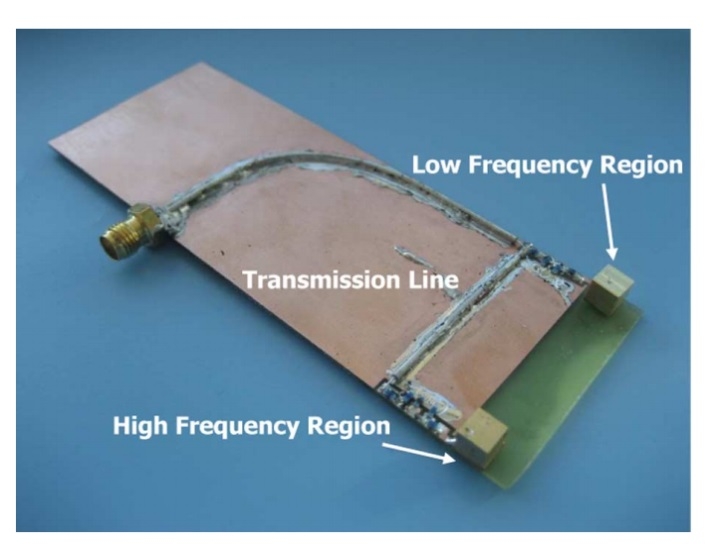 Low Frequency Region
Transmission Line
High Frequency Region